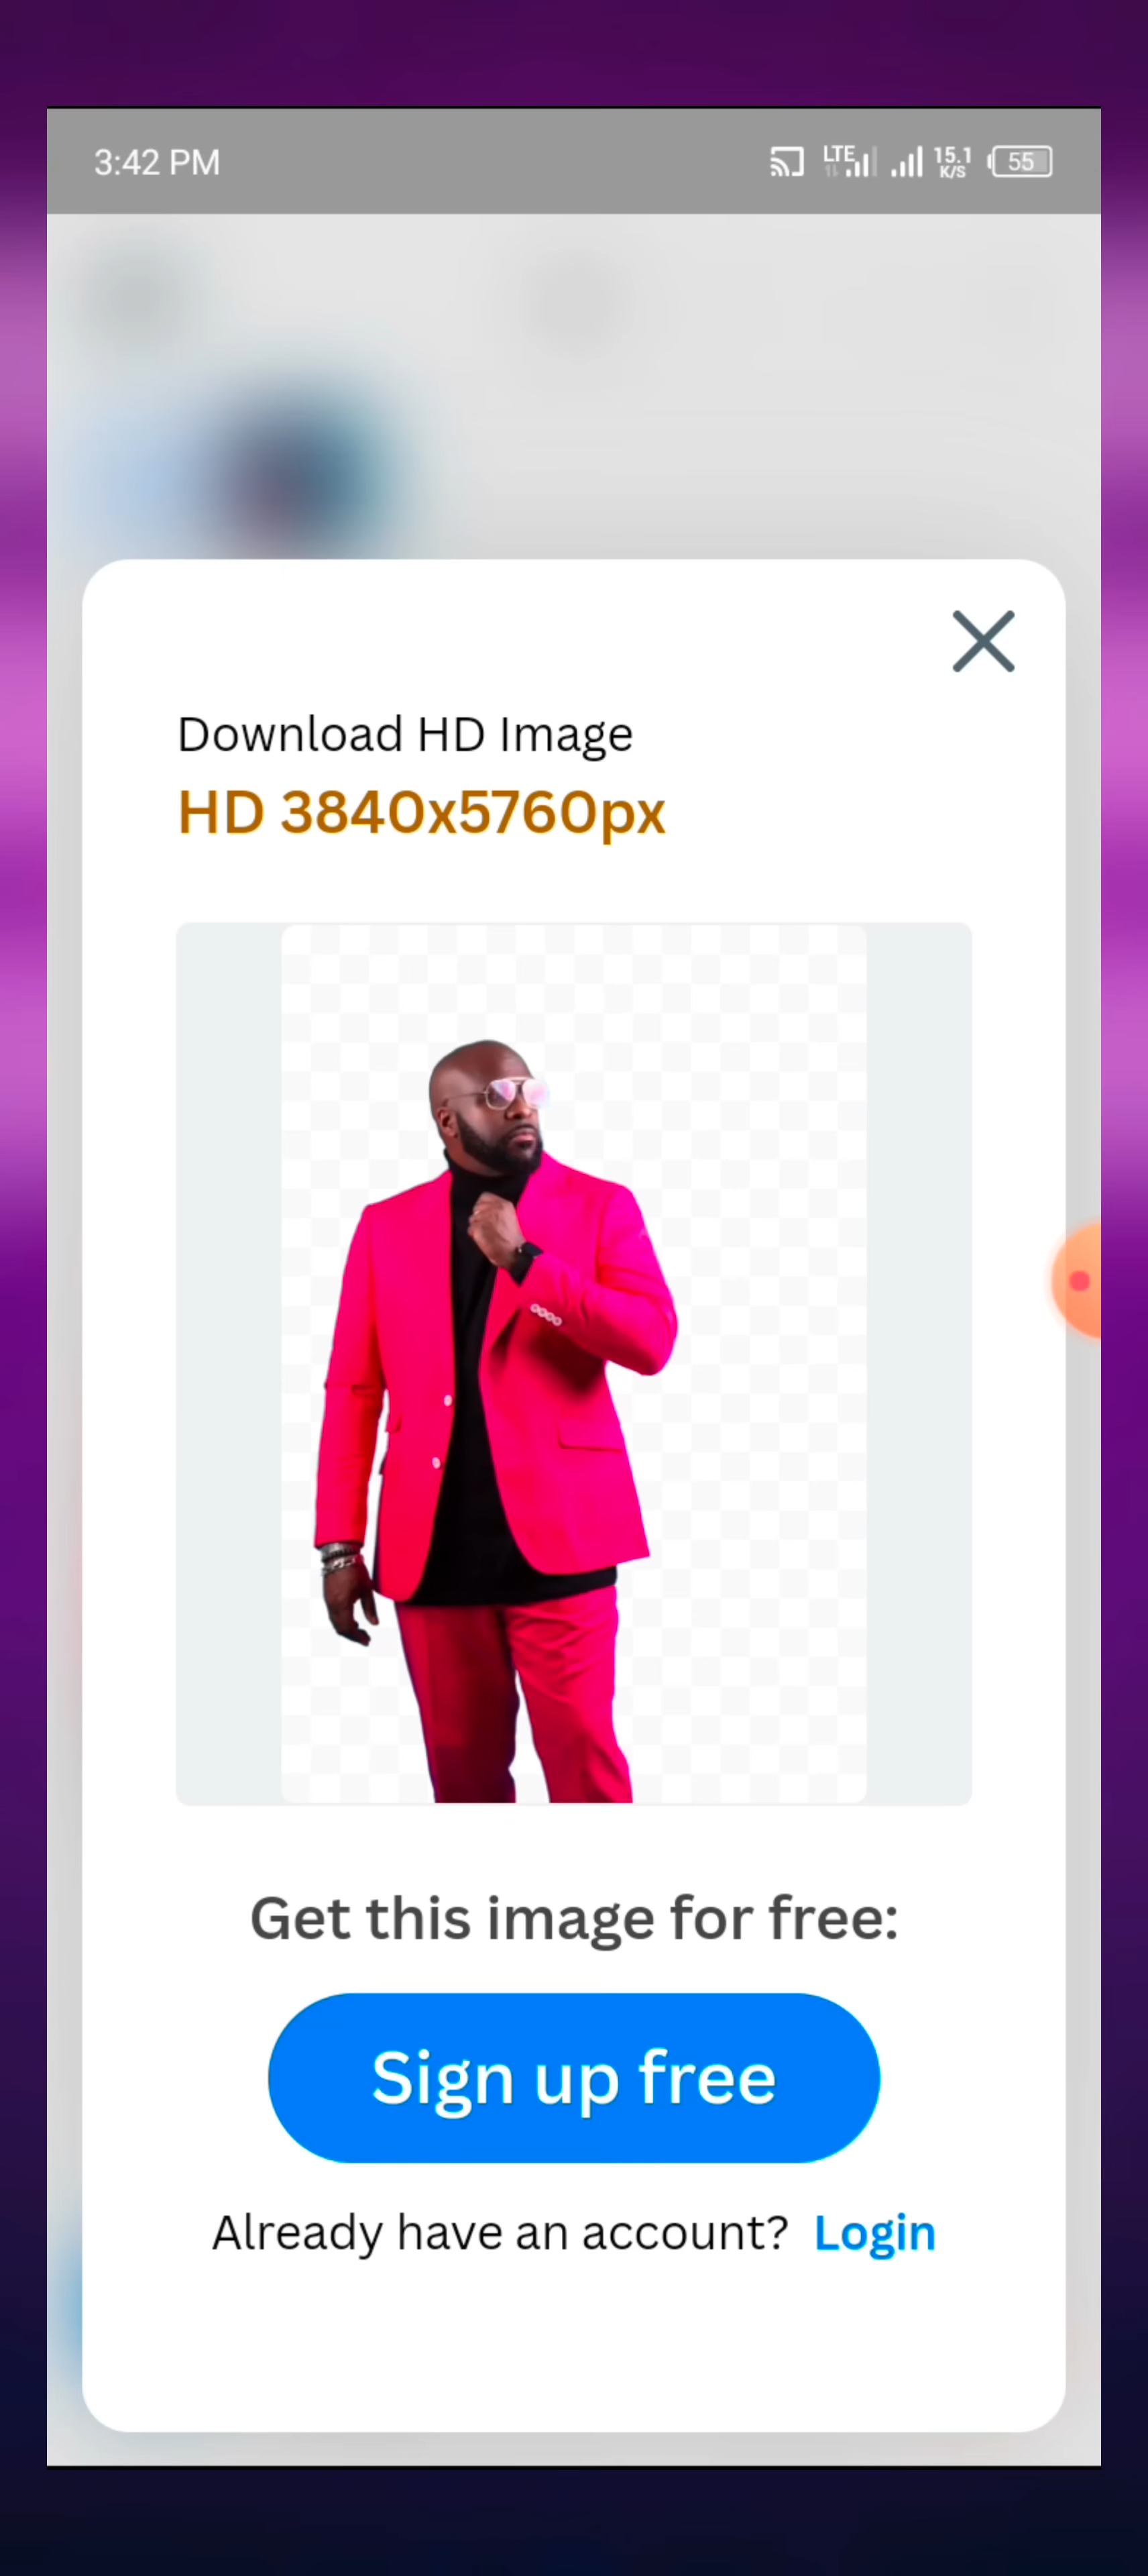 3:42 PM
LTE
15.1
K/S
55
Download HD Image
HD 3840x5760px
Get this image for free:
Sign up free
Already have an account? Login